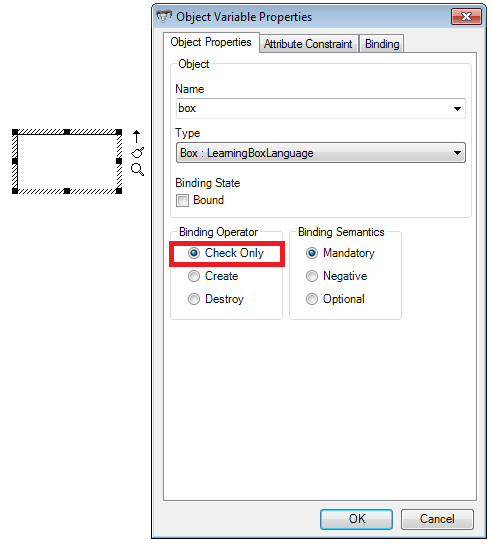 Object Variable Properties
Object Properties Attribute Constraint Binding
Object
Name
box
Type
Box : LearningBoxLanguage
Binding State
Bound
Binding Operator Binding Semantics
Check Only Mandatory
Create Negative
Destroy Optional
OK Cancel